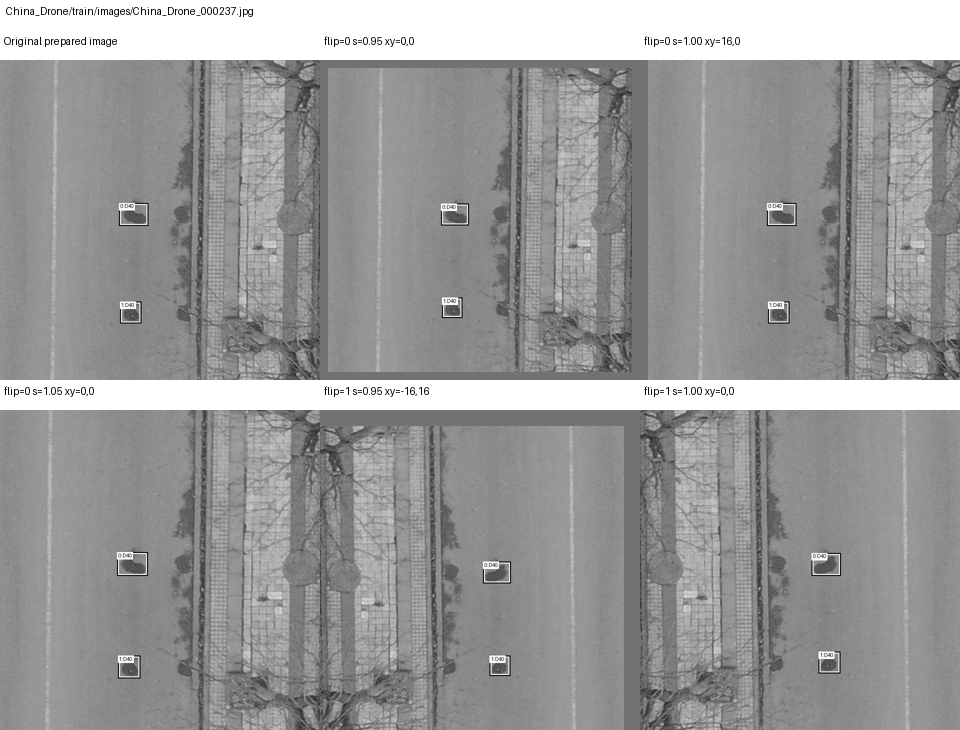 China_Drone/train/images/China_Drone_000237.jpg
Original prepared image
flip=0 s=0.95 xy=0,0
flip=0 s=1.00 xy=16,0
0:D40
0:D40
0:D40
1:D40
1:D40
1:D40
flip=0 s=1.05 xy=0,0
flip=1 s=0.95 xy=-16,16
flip=1 s=1.00 xy=0,0
0:D40
0:D40
0:D40
1:D40
1:D40
1:D40